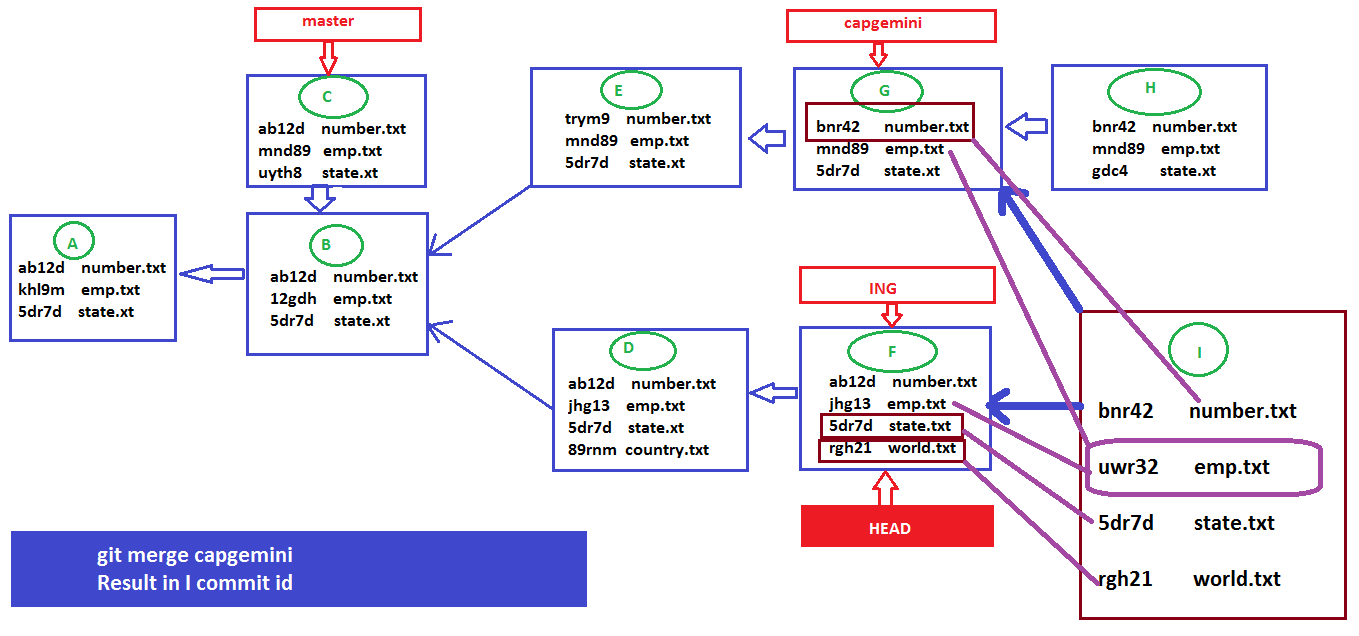 master
C
ab12d number.txt
mnd89 emp.txt
uyth8 state.xt
A
ab12d number.txt
khl9m emp.txt
5dr7d state.xt
B
ab12d number.txt
12gdh emp.txt
5dr7d state.xt
E
trym9 number.txt
mnd89 emp.txt
5dr7d state.xt
capgemini
G
bnr42 number.txt
mnd89 emp.txt
5dr7d state.xt
H
bnr42 number.txt
mnd89 emp.txt
gdc4 state.xt
D
ab12d number.txt
jhg13 emp.txt
5dr7d state.xt
89rnm country.txt
ING
F
ab12d number.txt
jhg13 emp.txt
5dr7d state.txt
rgh21 world.txt
HEAD
I
bnr42 number.txt
uwr32 emp.txt
5dr7d state.txt
rgh21 world.txt
git merge capgemini
Result in I commit id